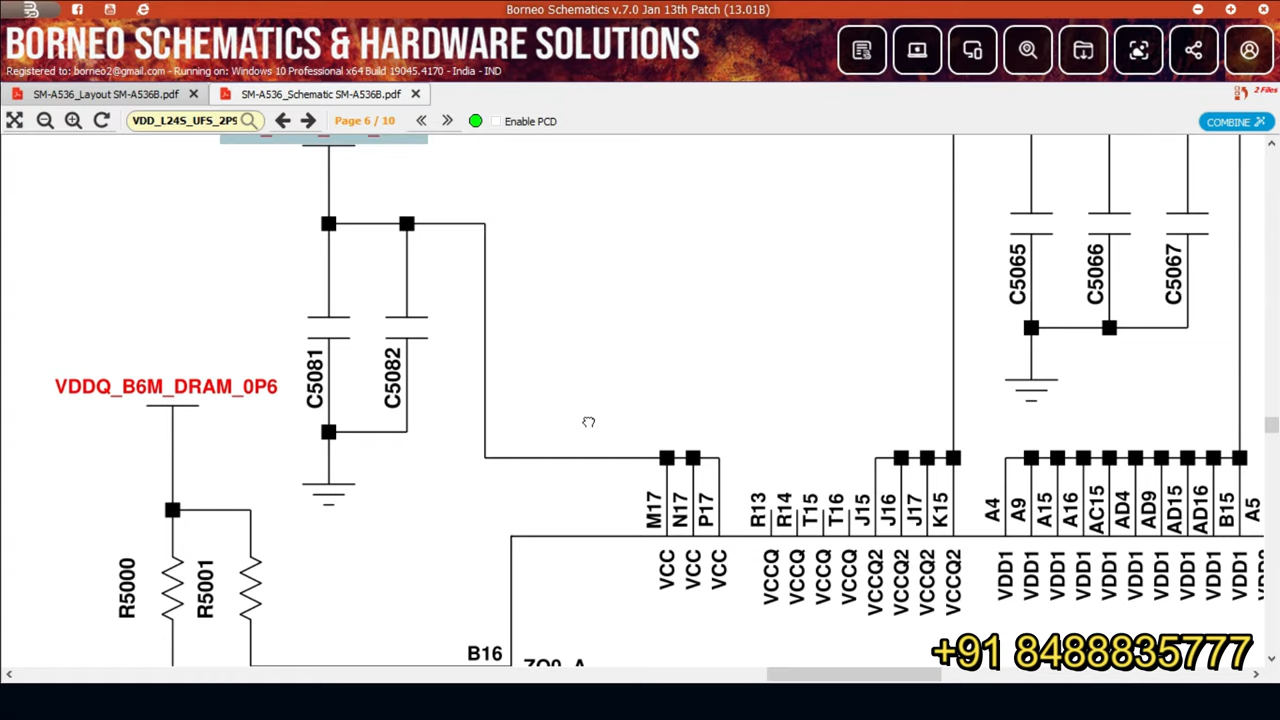 Borneo Schematics v.7.0 Jan 13th Patch (13.01B)
BORNEO SCHEMATICS & HARDWARE SOLUTIONS
Registered to: borneo2@gmail.com - Running on: Windows 10 Professional x64 Build 19045.4170 - India - IND
SM-A536_Layout SM-A536B.pdf
SM-A536_Schematic SM-A536B.pdf
2 Files
VDD_L24S_UFS_2P5
Page 6 / 10
Enable PCD
COMBINE
C5065
C5066
C5067
C5081
C5082
VDDQ_B6M_DRAM_0P6
M17
N17
P17
R13
R14
T15
T16
J15
J16
J17
K15
A4
A9
A15
A16
AC15
AD4
AD9
AD15
AD16
B15
A5
R5000
R5001
VCC
VCC
VCC
VCCQ
VCCQ
VCCQ
VCCQ
VCCQ2
VCCQ2
VCCQ2
VCCQ2
VDD1
VDD1
VDD1
VDD1
VDD1
VDD1
VDD1
VDD1
VDD1
VDD1
B16
+91 8488835777